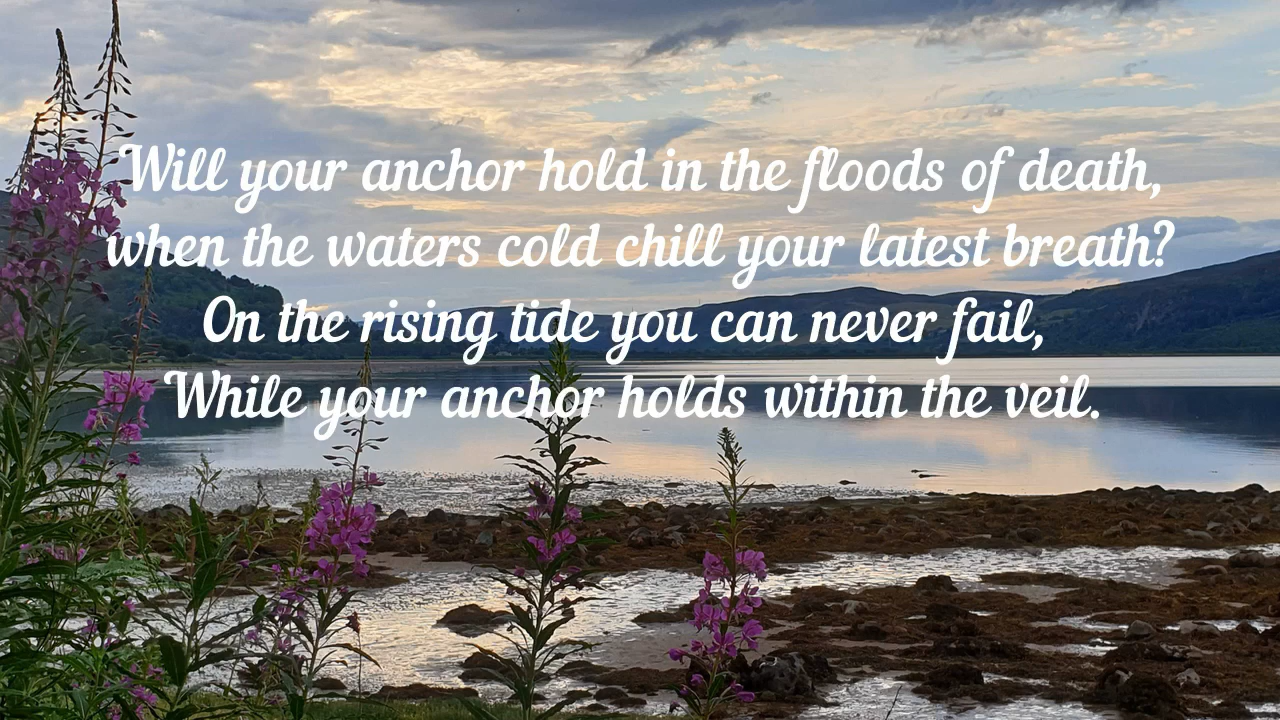 Will your anchor hold in the floods of death,
when the waters cold chill your latest breath?
On the rising tide you can never fail,
While your anchor holds within the veil.